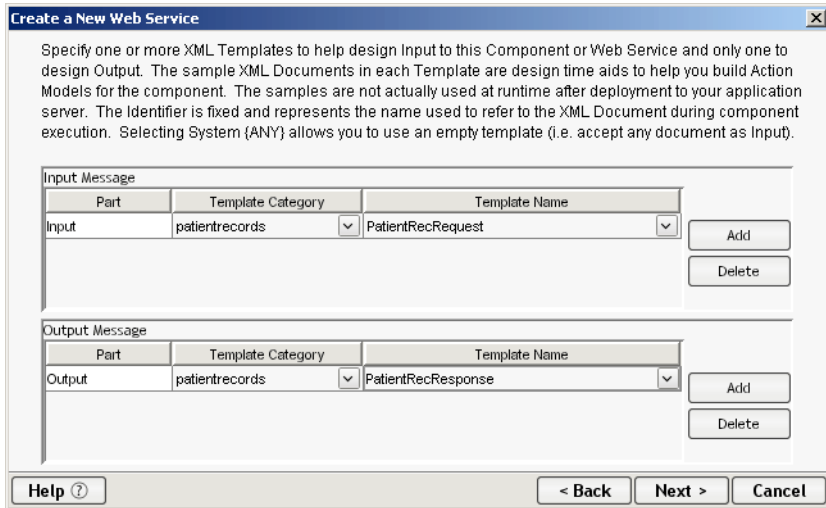 Create a New Web Service
Specify one or more XML Templates to help design Input to this Component or Web Service and only one to
design Output. The sample XML Documents in each Template are design time aids to help you build Action
Models for the component. The samples are not actually used at runtime after deployment to your application
server. The Identifier is fixed and represents the name used to refer to the XML Document during component
execution. Selecting System {ANY} allows you to use an empty template (i.e. accept any document as Input).
Input Message
Part Template Category Template Name
Input patientrecords PatientRecRequest
Add
Delete
Output Message
Part Template Category Template Name
Output patientrecords PatientRecResponse
Add
Delete
Help ? < Back Next > Cancel